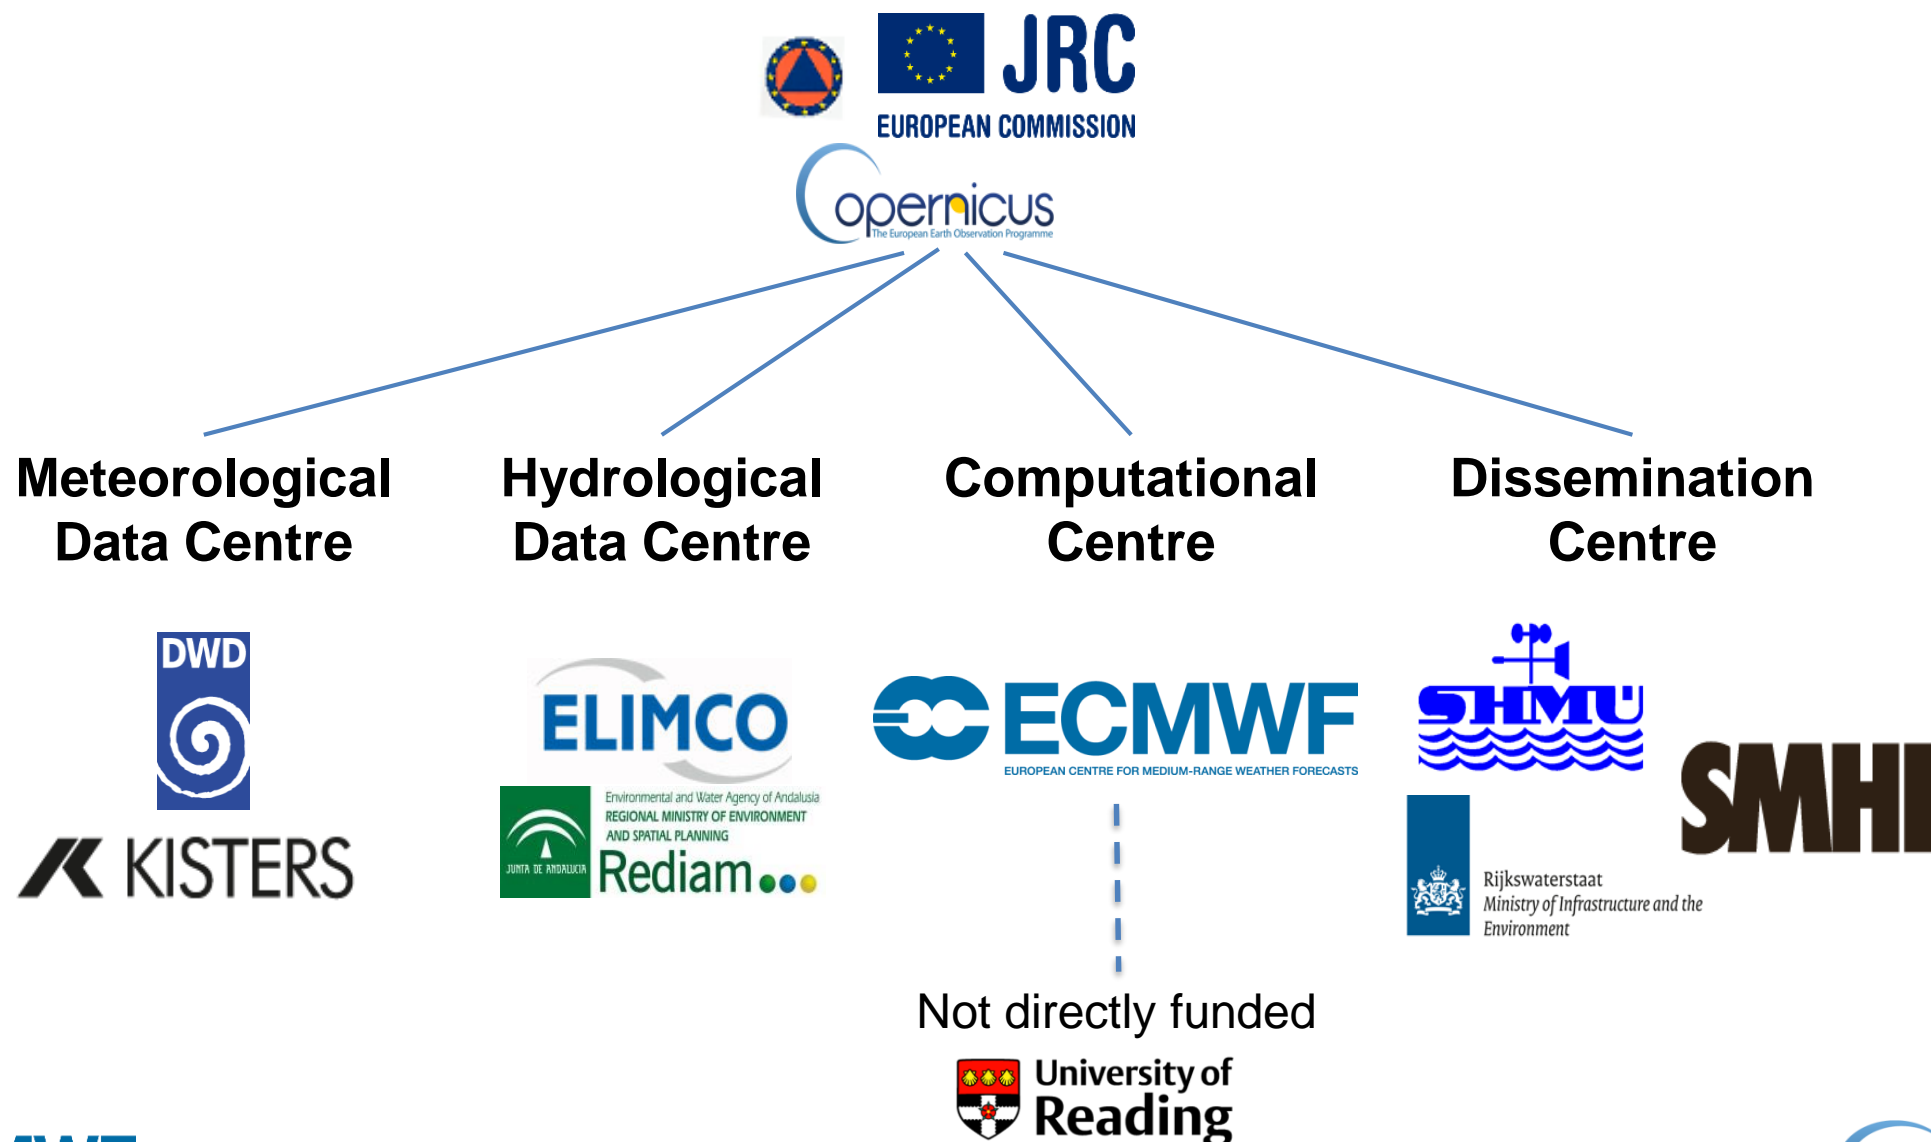 JRC
EUROPEAN COMMISSION
opernicus
The European Earth Observation Programme
Meteorological
Data Centre
Hydrological
Data Centre
Computational
Centre
Dissemination
Centre
DWD
KISTERS
ELIMCO
Environmental and Water Agency of Andalusia
REGIONAL MINISTRY OF ENVIRONMENT
AND SPATIAL PLANNING
JUNTA DE ANDALUCIA
Rediam
ECMWF
EUROPEAN CENTRE FOR MEDIUM-RANGE WEATHER FORECASTS
SHMÚ
SMHI
Rijkswaterstaat
Ministry of Infrastructure and the
Environment
Not directly funded
University of
Reading